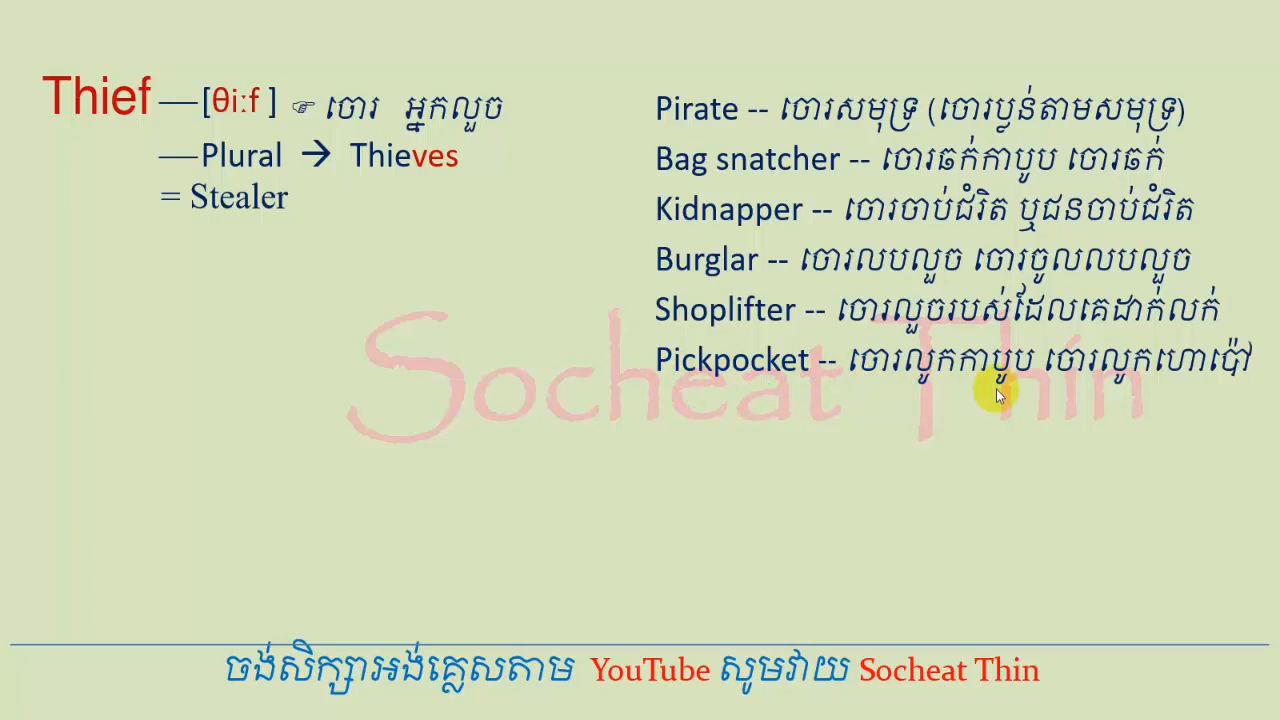 Thief —[θiːf ] ☞ ចោរ អ្នកលួច
—Plural → Thieves
= Stealer
Pirate -- ចោរសមុទ្រ (ចោរប្លន់តាមសមុទ្រ)
Bag snatcher -- ចោរឆក់កាបូប ចោរឆក់
Kidnapper -- ចោរចាប់ជំរិត ឬជនចាប់ជំរិត
Burglar -- ចោរលបលួច ចោរចូលលបលួច
Shoplifter -- ចោរលួចរបស់ដែលគេដាក់លក់
Pickpocket -- ចោរលូកកាបូប ចោរលូកហោប៉ៅ
Socheat Thin
ចង់សិក្សាអង់គ្លេសតាម YouTube សូមវាយ Socheat Thin